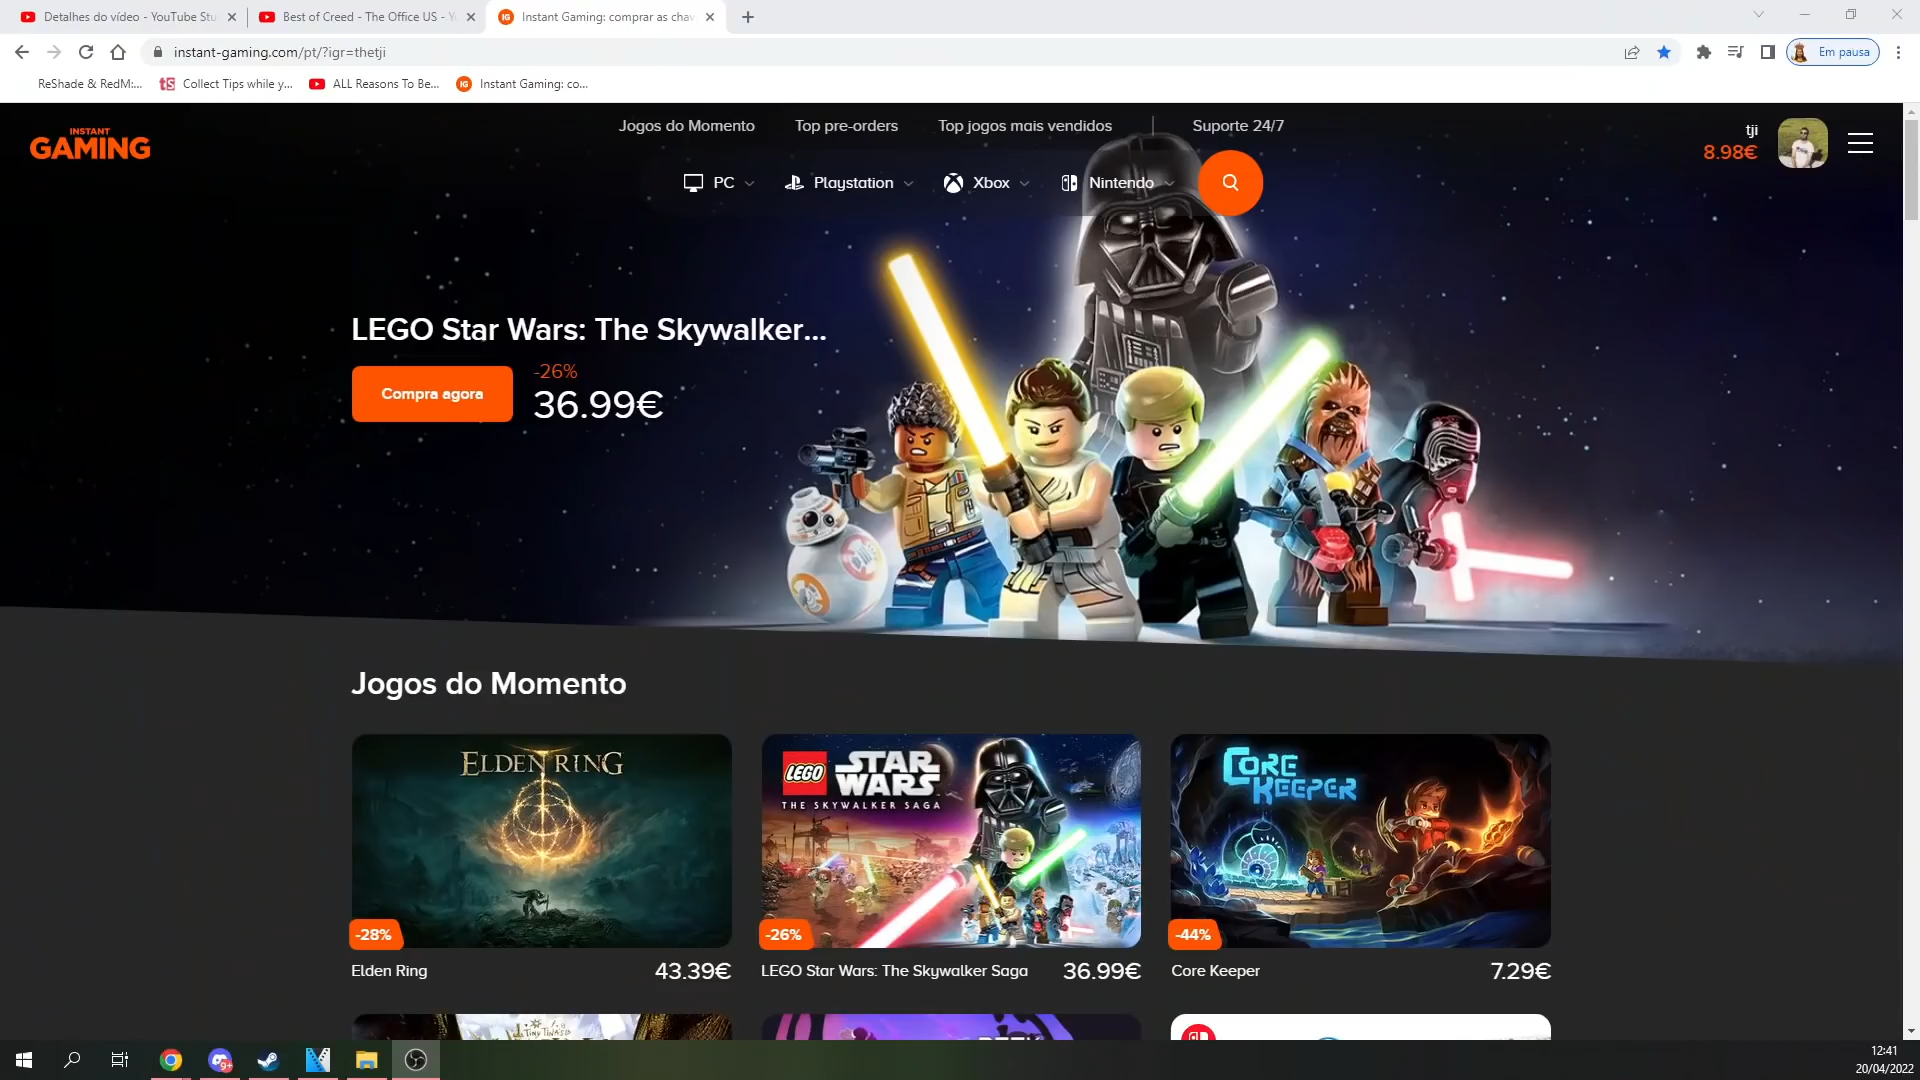 Detalhes do vídeo - YouTube Stu
Best of Creed - The Office US - Y
Instant Gaming: comprar as chav
instant-gaming.com/pt/?igr=thetji
Em pausa
ReShade & RedM:...
Collect Tips while y...
ALL Reasons To Be...
Instant Gaming: co...
INSTANT
GAMING
Jogos do Momento
Top pre-orders
Top jogos mais vendidos
Suporte 24/7
tji
8.98€
PC
Playstation
Xbox
Nintendo
LEGO Star Wars: The Skywalker...
Compra agora
-26%
36.99€
Jogos do Momento
ELDEN RING
-28%
Elden Ring
43.39€
LEGO STAR WARS
THE SKYWALKER SAGA
-26%
LEGO Star Wars: The Skywalker Saga
36.99€
CORE KEEPER
-44%
Core Keeper
7.29€
TINY TINA'S
9+
12:41
20/04/2022